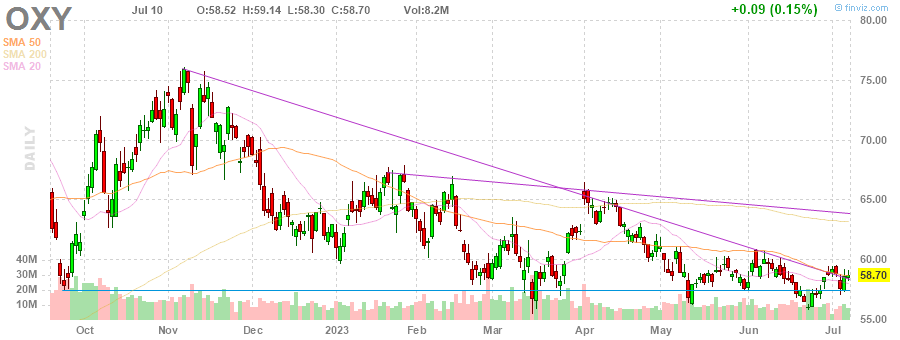 OXY Jul 10 O:58.52 H:59.14 L:58.30 C:58.70 Vol:8.2M +0.09 (0.15%) © finviz.com
80.00
SMA 50
SMA 200
SMA 20
75.00
70.00
DAILY
65.00
40M 60.00
30M
58.70
20M
10M
55.00
Oct Nov Dec 2023 Feb Mar Apr May Jun Jul